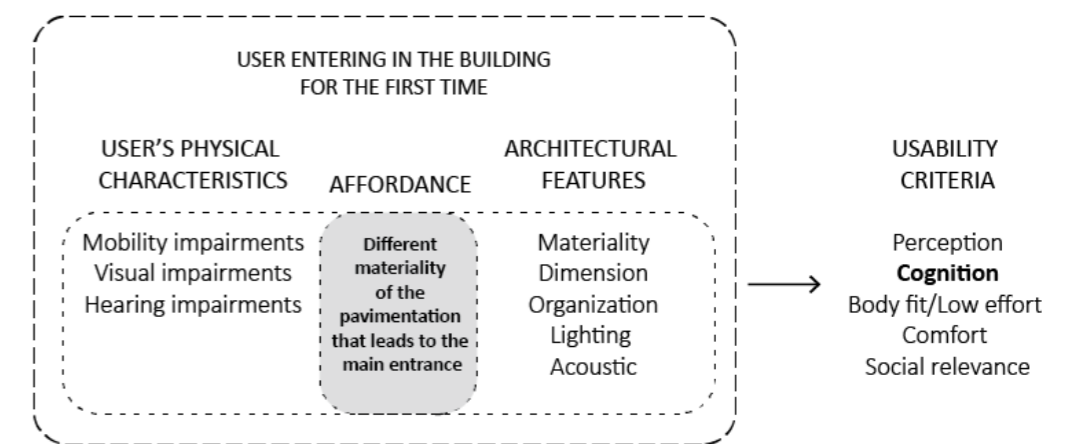 USER ENTERING IN THE BUILDING
FOR THE FIRST TIME
USER'S PHYSICAL
CHARACTERISTICS
AFFORDANCE
ARCHITECTURAL
FEATURES
USABILITY
CRITERIA
Mobility impairments
Visual impairments
Hearing impairments
Different
materiality
of the
pavimentation
that leads to the
main entrance
Materiality
Dimension
Organization
Lighting
Acoustic
Perception
Cognition
Body fit/Low effort
Comfort
Social relevance